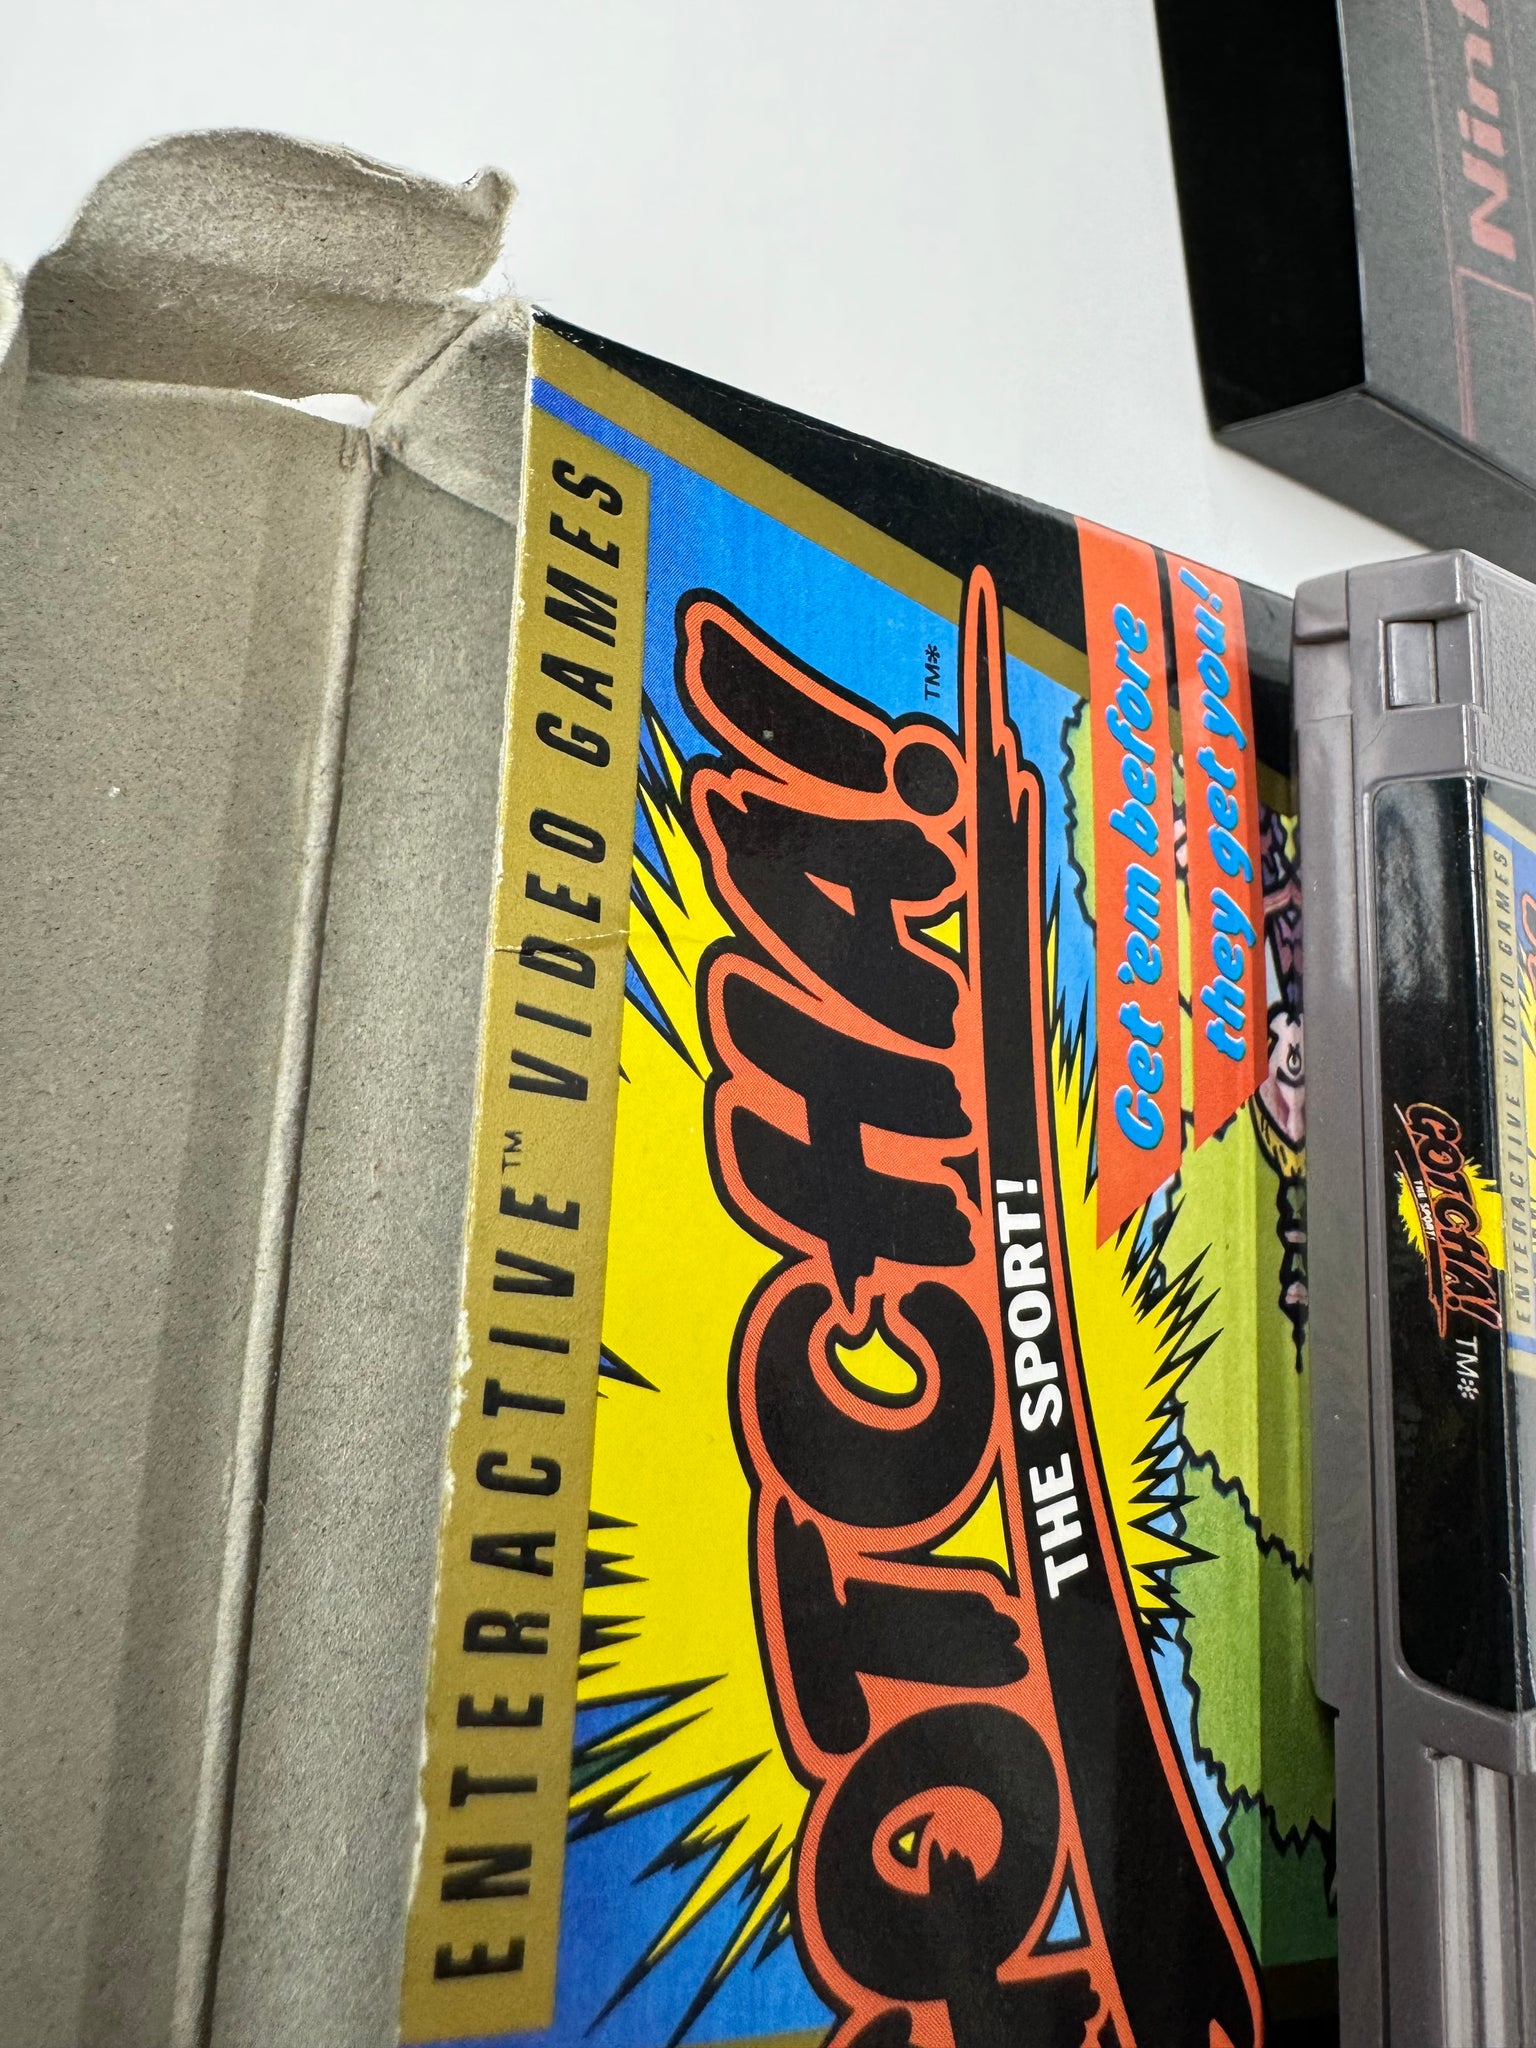 ENTERACTIVE™ VIDEO GAMES
GOTCHA! TM*
THE SPORT!
Get 'em before
they get you!
GOTCHA! TM*
THE SPORT!
ENTERACTIVE VIDEO GAMES